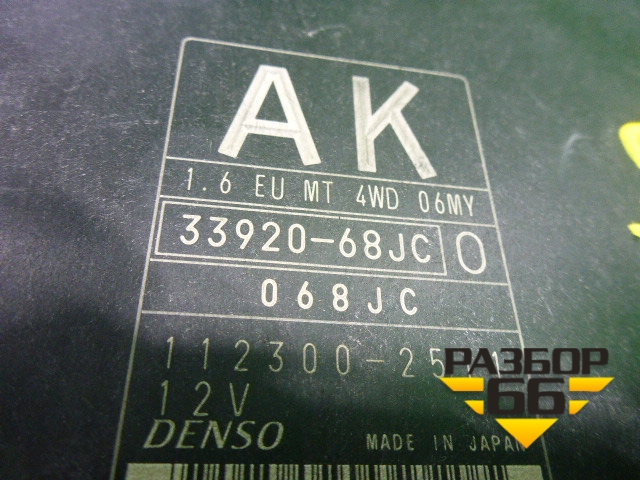 AK
1.6 EU MT 4WD 06MY
33920-68JC O
068JC
12V
DENSO MADE IN JAPAN
РАЗБОР
66